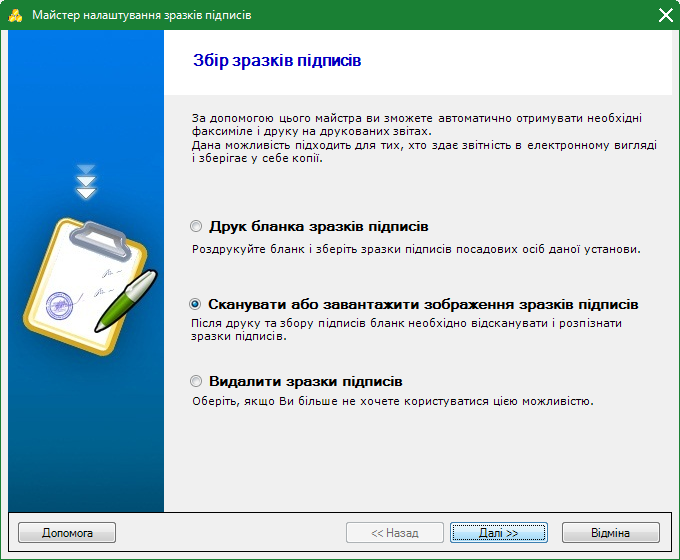 Майстер налаштування зразків підписів
Збір зразків підписів
За допомогою цього майстра ви зможете автоматично отримувати необхідні
факсиміле і друку на друкованих звітах.
Дана можливість підходить для тих, хто здає звітність в електронному вигляді
і зберігає у себе копії.
Друк бланка зразків підписів
Роздрукуйте бланк і зберіть зразки підписів посадових осіб даної установи.
Сканувати або завантажити зображення зразків підписів
Після друку та збору підписів бланк необхідно відсканувати і розпізнати
зразки підписів.
Видалити зразки підписів
Оберіть, якщо Ви більше не хочете користуватися цією можливістю.
Допомога
<< Назад
Далі >>
Відміна